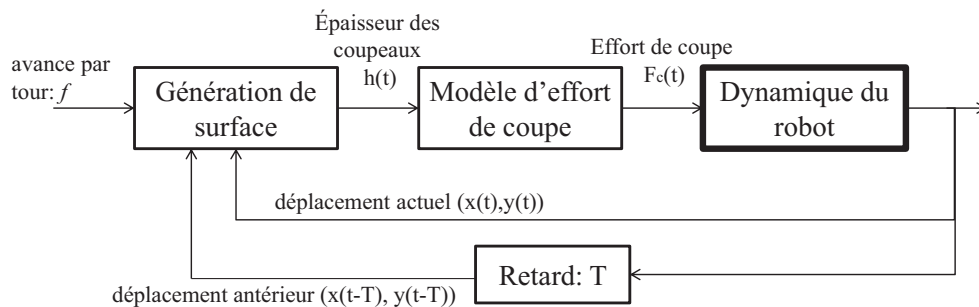 avance par
tour: f
Génération de
surface
Épaisseur des
coupeaux
h(t)
Modèle d'effort
de coupe
Effort de coupe
Fc(t)
Dynamique du
robot
déplacement actuel (x(t),y(t))
Retard: T
déplacement antérieur (x(t-T), y(t-T))